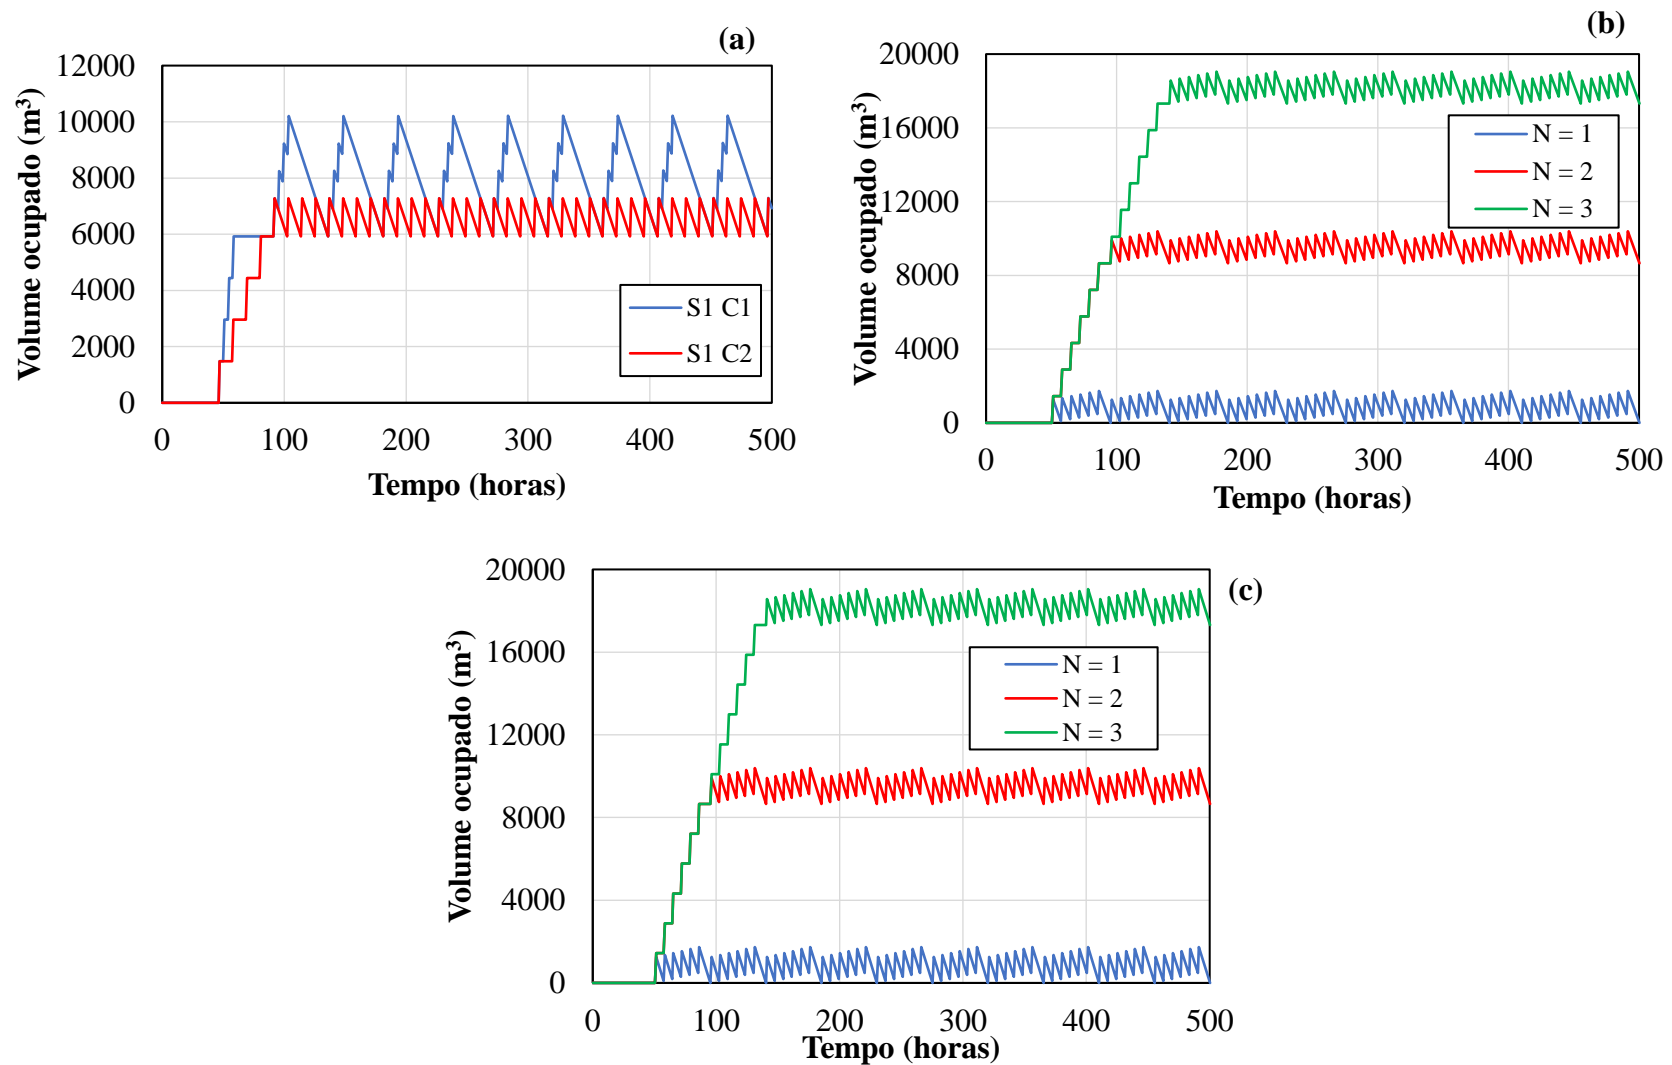 (a)
12000
10000
8000
6000
4000
2000
0
Volume ocupado (m³)
S1 C1
S1 C2
0 100 200 300 400 500
Tempo (horas)
(b)
20000
16000
12000
8000
4000
0
Volume ocupado (m³)
N = 1
N = 2
N = 3
0 100 200 300 400 500
Tempo (horas)
(c)
20000
16000
12000
8000
4000
0
Volume ocupado (m³)
N = 1
N = 2
N = 3
0 100 200 300 400 500
Tempo (horas)